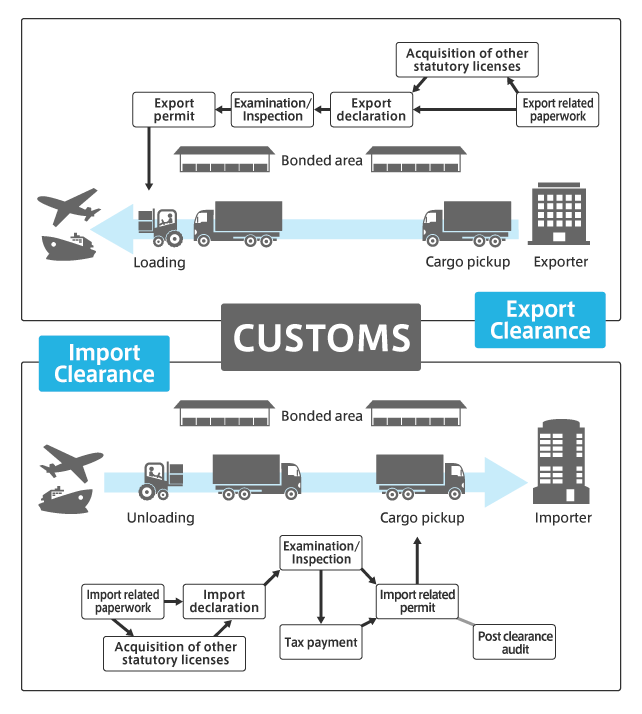 Acquisition of other
statutory licenses
Export
permit
Examination/
Inspection
Export
declaration
Export related
paperwork
Bonded area
Loading
Cargo pickup
Exporter
Export
Clearance
CUSTOMS
Import
Clearance
Bonded area
Unloading
Cargo pickup
Importer
Examination/
Inspection
Import related
paperwork
Import
declaration
Import related
permit
Acquisition of other
statutory licenses
Tax payment
Post clearance
audit